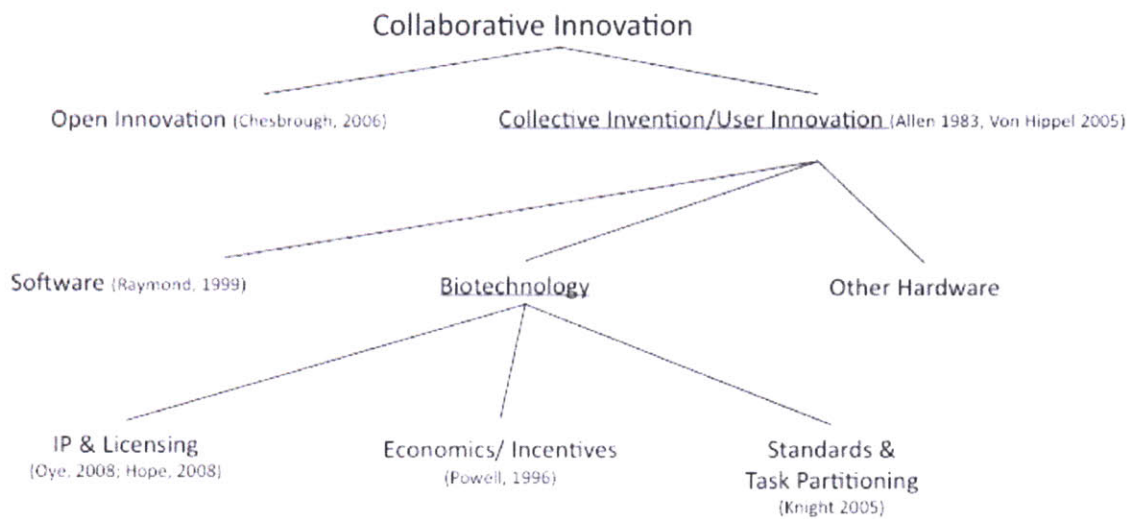 Collaborative Innovation
Open Innovation (Chesbrough, 2006)
Collective Invention/User Innovation (Allen 1983, Von Hippel 2005)
Software (Raymond, 1999)
Biotechnology
Other Hardware
IP & Licensing
(Oye, 2008; Hope, 2008)
Economics/ Incentives
(Powell, 1996)
Standards &
Task Partitioning
(Knight 2005)